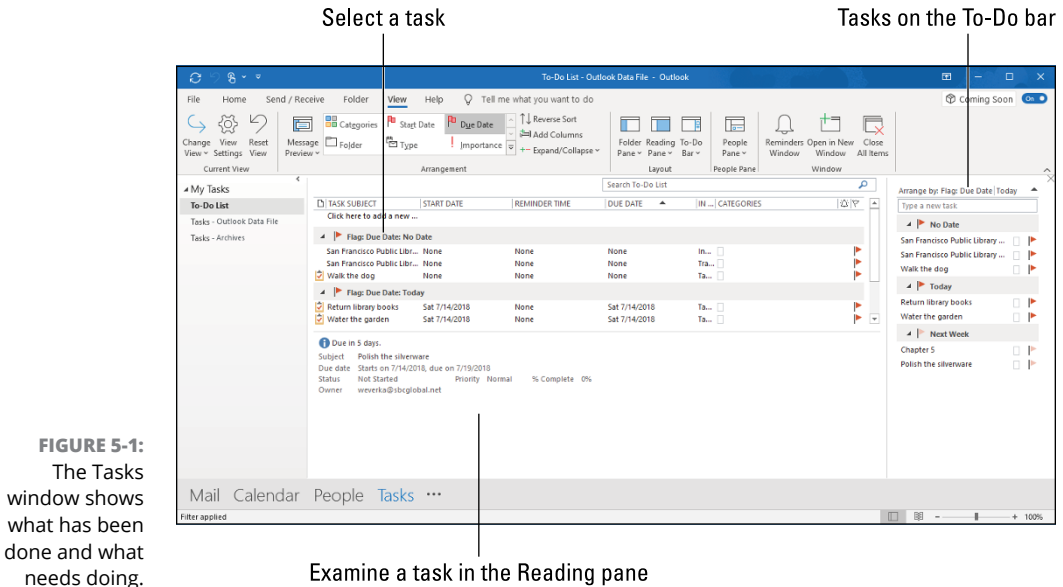 Select a task
Tasks on the To-Do bar
To-Do List - Outlook Data File - Outlook
File Home Send / Receive Folder View Help Tell me what you want to do Coming Soon On
Change View View Settings Reset View
Message Preview
Categories Start Date Due Date
Folder Type Importance
Reverse Sort
Add Columns
Expand/Collapse
Folder Pane Reading Pane To-Do Bar
People Pane
Reminders Window Open in New Window Close All Items
Current View Arrangement Layout People Pane Window
My Tasks
To-Do List
Tasks - Outlook Data File
Tasks - Archives
Search To-Do List
TASK SUBJECT START DATE REMINDER TIME DUE DATE IN ... CATEGORIES
Click here to add a new ...
Flag: Due Date: No Date
San Francisco Public Libr... None None None In...
San Francisco Public Libr... None None None Tra...
Walk the dog None None None Ta...
Flag: Due Date: Today
Return library books Sat 7/14/2018 None Sat 7/14/2018 Ta...
Water the garden Sat 7/14/2018 None Sat 7/14/2018 Ta...
Due in 5 days.
Subject Polish the silverware
Due date Starts on 7/14/2018, due on 7/19/2018
Status Not Started Priority Normal % Complete 0%
Owner weverka@sbcglobal.net
Arrange by: Flag: Due Date Today
Type a new task
No Date
San Francisco Public Library ...
San Francisco Public Library ...
Walk the dog
Today
Return library books
Water the garden
Next Week
Chapter 5
Polish the silverware
Mail Calendar People Tasks ...
Filter applied
100%
Examine a task in the Reading pane
FIGURE 5-1:
The Tasks
window shows
what has been
done and what
needs doing.